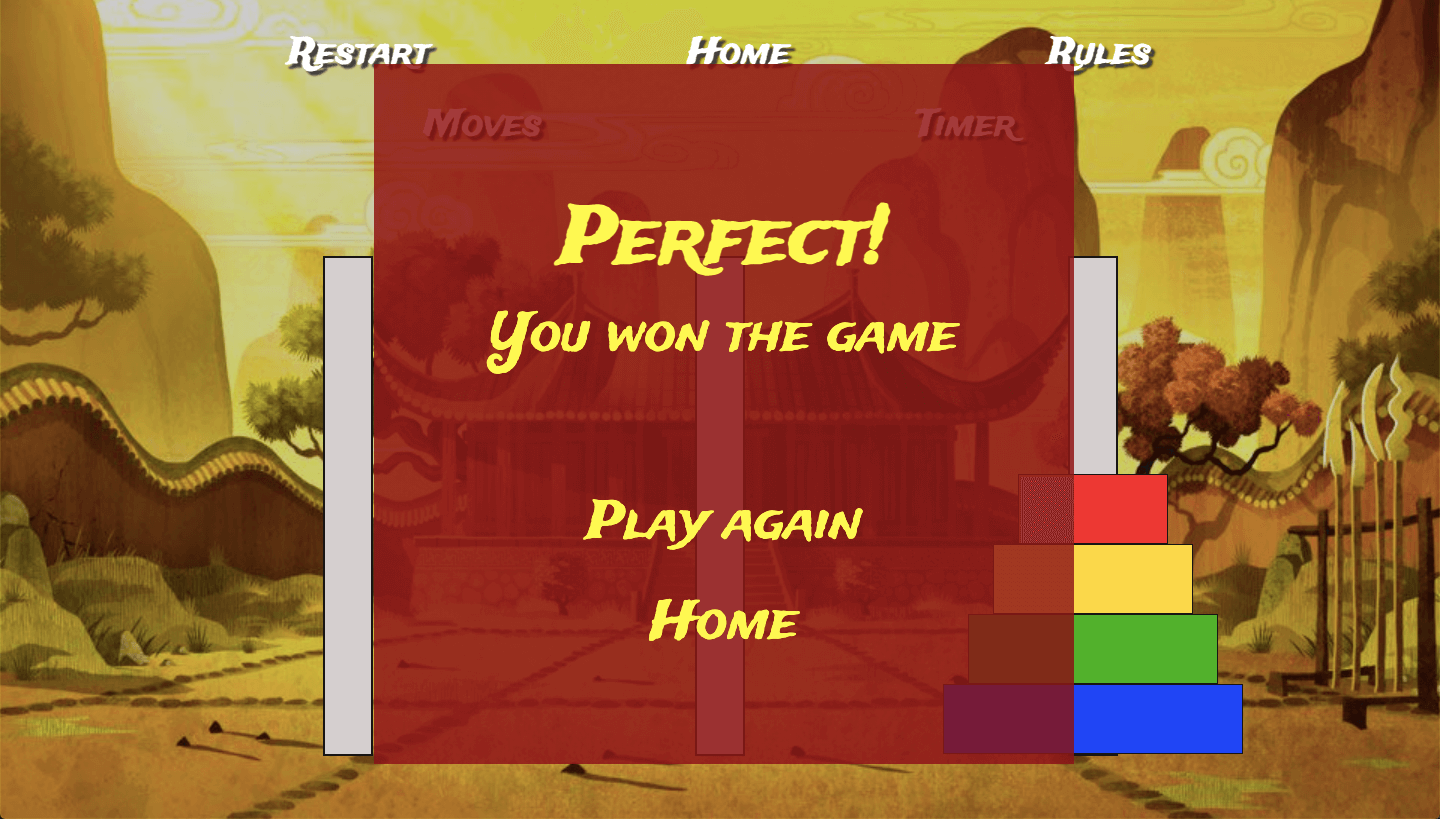 Restart Home Rules
Moves Timer
Perfect!
You won the game
Play again
Home